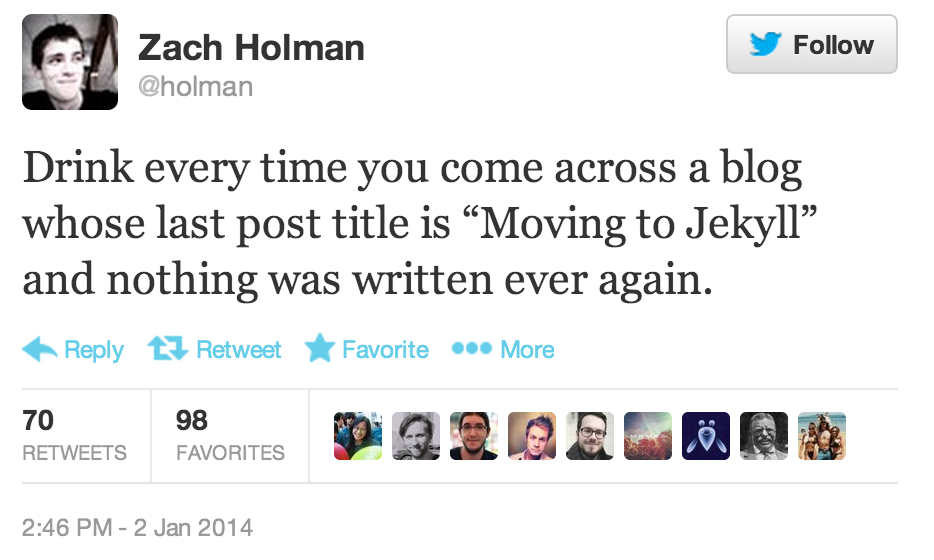 Zach Holman
@holman
Follow
Drink every time you come across a blog
whose last post title is “Moving to Jekyll”
and nothing was written ever again.
Reply Retweet Favorite More
70 98
RETWEETS FAVORITES
2:46 PM - 2 Jan 2014